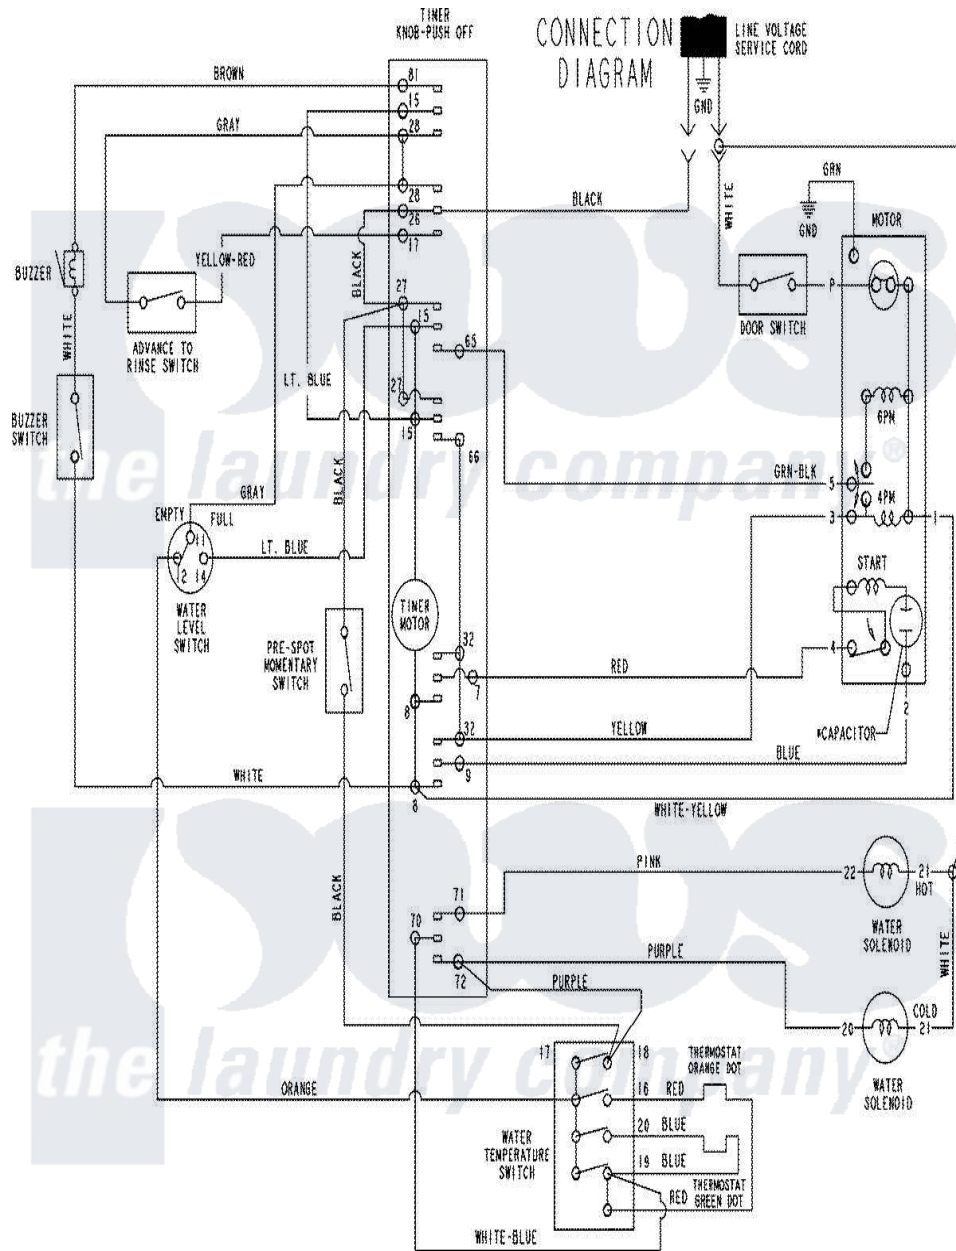 TIMER
KNOB-PUSH OFF
CONNECTION
DIAGRAM
LINE VOLTAGE
SERVICE CORD
GND
BROWN
81
15
GRAY
28
28
26
17
BLACK
WHITE
GRN
GND
MOTOR
YELLOW-RED
BLACK
BUZZER
27
15
P
DOOR SWITCH
ADVANCE TO
RINSE SWITCH
WHITE
65
LT. BLUE
27
6PM
BUZZER
SWITCH
15
66
the laundry company®
BLACK
GRN-BLK
5
4PM
GRAY
3
1
EMPTY
FULL
11
LT. BLUE
12
14
START
WATER
LEVEL
SWITCH
TIMER
MOTOR
PRE-SPOT
MOMENTARY
SWITCH
32
RED
4
7
8
2
32
YELLOW
*CAPACITOR
BLUE
9
WHITE
8
WHITE-YELLOW
PINK
22
21
HOT
BLACK
71
70
WATER
SOLENOID
WHITE
PURPLE
72
PURPLE
COLD
20
21
the laundry company®
17
18
THERMOSTAT
ORANGE DOT
WATER
SOLENOID
ORANGE
16
RED
20
BLUE
WATER
TEMPERATURE
SWITCH
19
BLUE
RED
THERMOSTAT
GREEN DOT
WHITE-BLUE